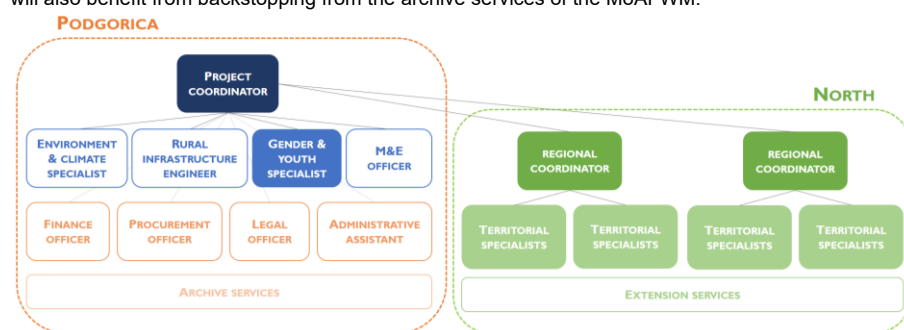 will also benefit from backstopping from the archive services of the MoAFWM.
PODGORICA
PROJECT
COORDINATOR
NORTH
ENVIRONMENT
& CLIMATE
SPECIALIST
RURAL
INFRASTRUCTURE
ENGINEER
GENDER &
YOUTH
SPECIALIST
M&E
OFFICER
REGIONAL
COORDINATOR
REGIONAL
COORDINATOR
FINANCE
OFFICER
PROCUREMENT
OFFICER
LEGAL
OFFICER
ADMINISTRATIVE
ASSISTANT
TERRITORIAL
SPECIALISTS
TERRITORIAL
SPECIALISTS
TERRITORIAL
SPECIALISTS
TERRITORIAL
SPECIALISTS
ARCHIVE SERVICES
EXTENSION SERVICES